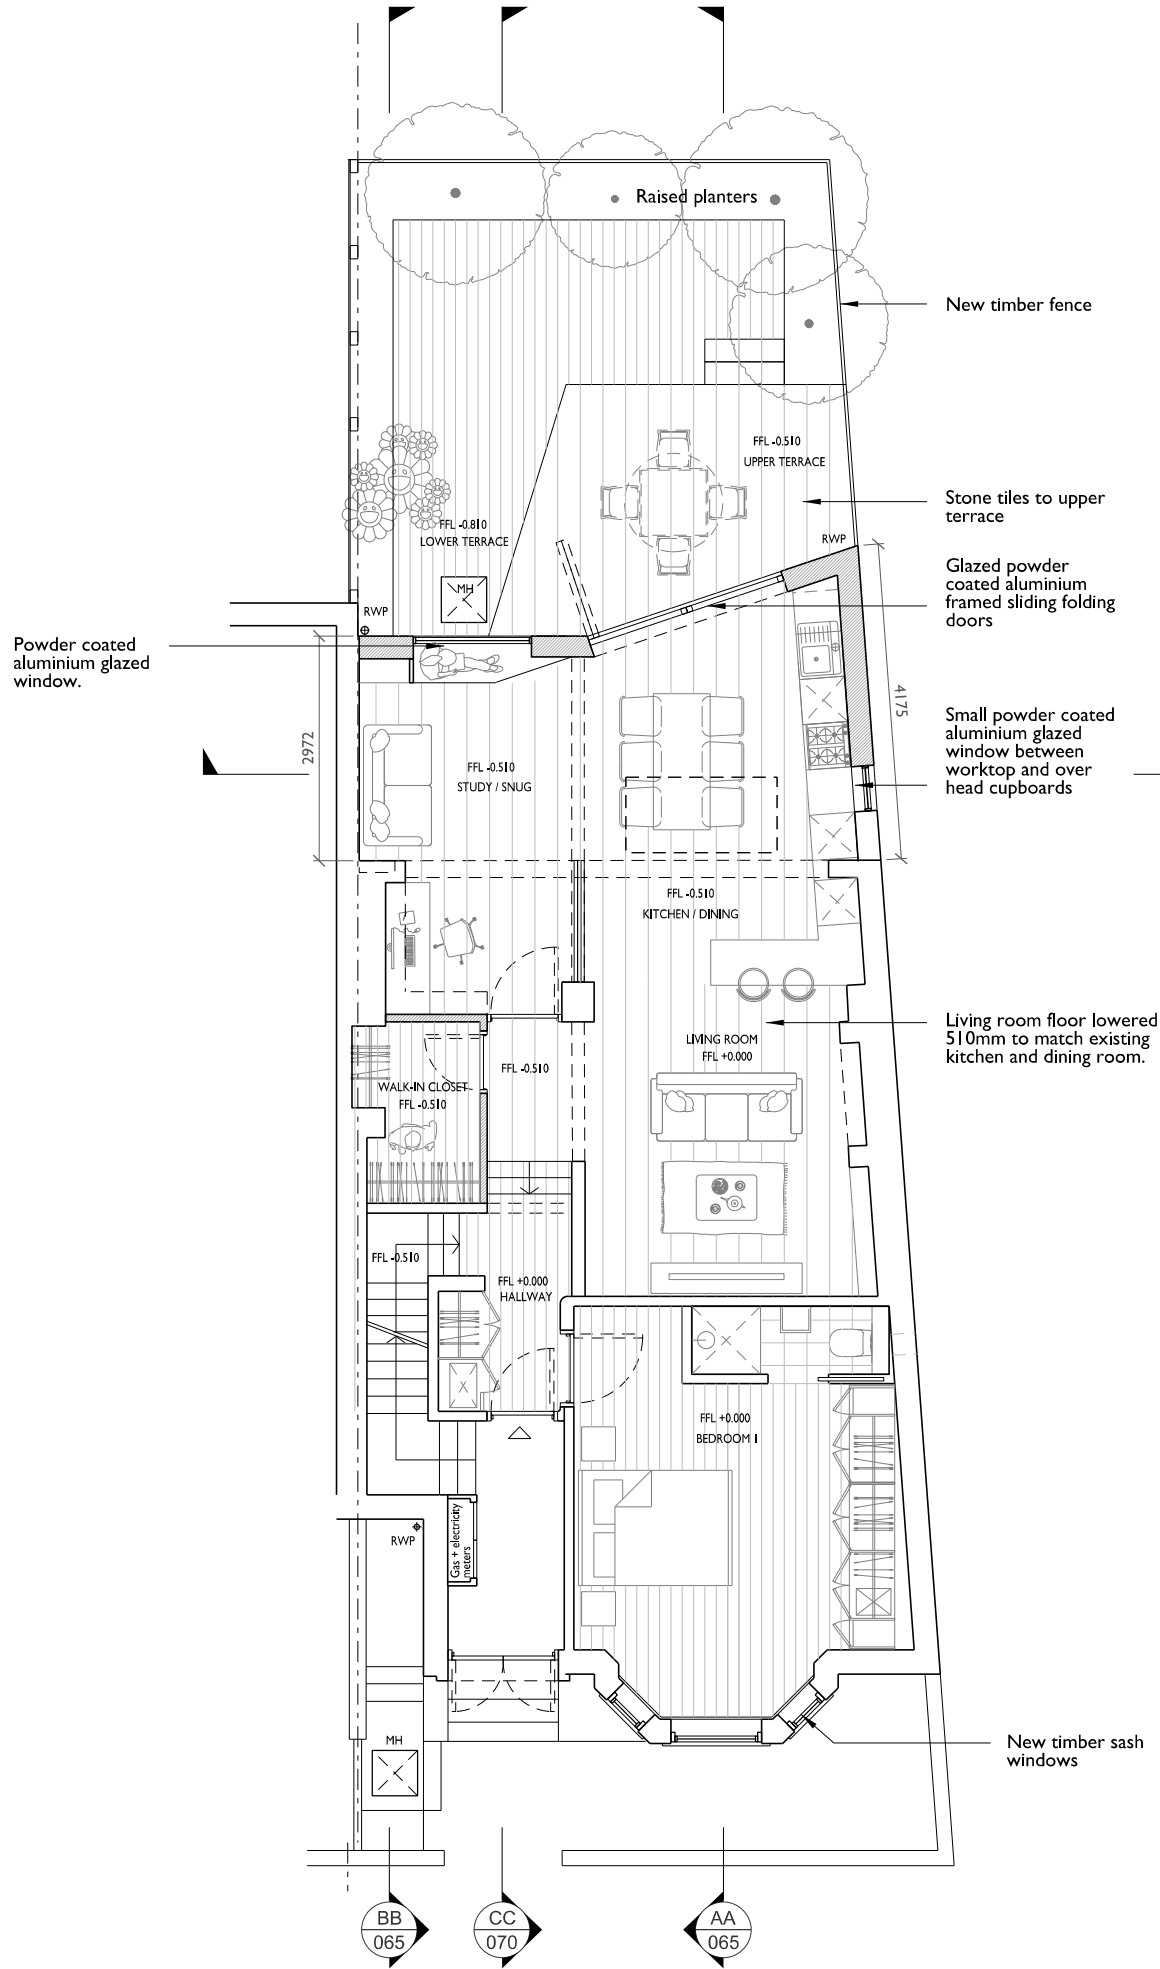 Raised planters
New timber fence
FFL -0.510
UPPER TERRACE
Stone tiles to upper
terrace
FFL -0.810
LOWER TERRACE
RWP
Glazed powder
coated aluminium
framed sliding folding
doors
MH
RWP
Powder coated
aluminium glazed
window.
4175
2972
Small powder coated
aluminium glazed
window between
worktop and over
head cupboards
FFL -0.510
STUDY / SNUG
FFL -0.510
KITCHEN / DINING
Living room floor lowered
510mm to match existing
kitchen and dining room.
LIVING ROOM
FFL +0.000
FFL -0.510
WALK-IN CLOSET
FFL -0.510
FFL -0.510
FFL +0.000
HALLWAY
FFL +0.000
BEDROOM 1
Gas + electricity
meters
RWP
New timber sash
windows
MH
BB
065
CC
070
AA
065